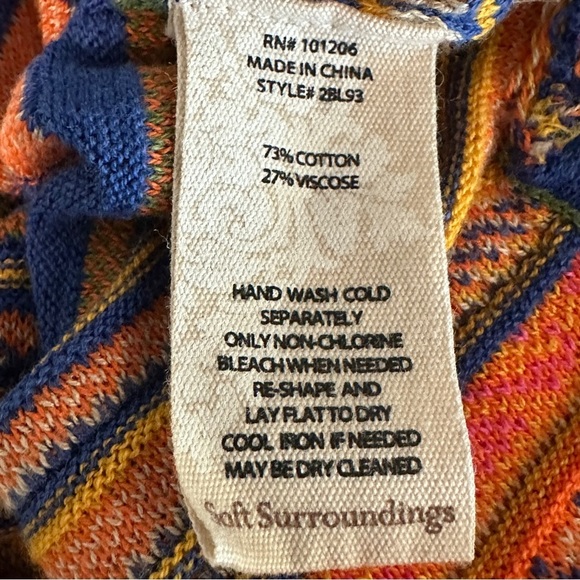 RN# 101206
MADE IN CHINA
STYLE# 2BL93
73% COTTON
27% VISCOSE
HAND WASH COLD
SEPARATELY
ONLY NON-CHLORINE
BLEACH WHEN NEEDED
RE-SHAPE AND
LAY FLAT TO DRY
COOL IRON IF NEEDED
MAY BE DRY CLEANED
Soft Surroundings